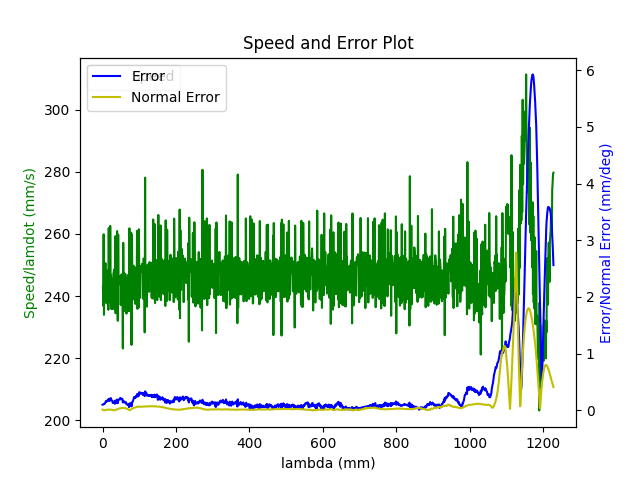 Speed and Error Plot
Error
Normal Error
Speed/lamdot (mm/s)
300
280
260
240
220
200
6
5
4
3
2
1
0
Error/Normal Error (mm/deg)
0 200 400 600 800 1000 1200
lambda (mm)